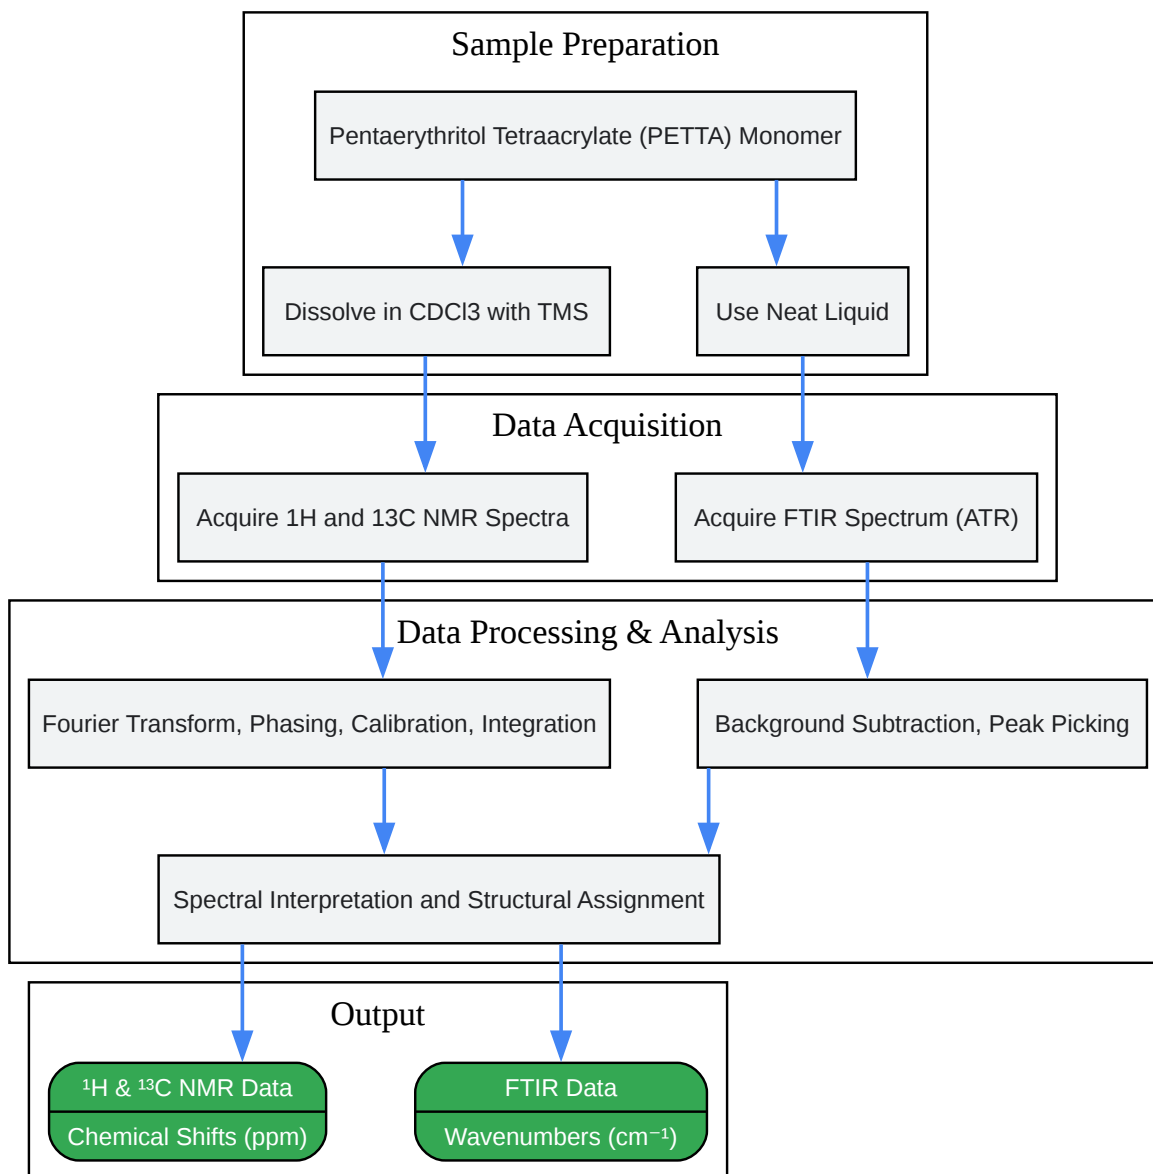 Sample Preparation
Pentaerythritol Tetraacrylate (PETTA) Monomer
Dissolve in CDCl3 with TMS
Use Neat Liquid
Data Acquisition
Acquire 1H and 13C NMR Spectra
Acquire FTIR Spectrum (ATR)
Data Processing & Analysis
Fourier Transform, Phasing, Calibration, Integration
Background Subtraction, Peak Picking
Spectral Interpretation and Structural Assignment
Output
¹H & ¹³C NMR Data
Chemical Shifts (ppm)
FTIR Data
Wavenumbers (cm⁻¹)